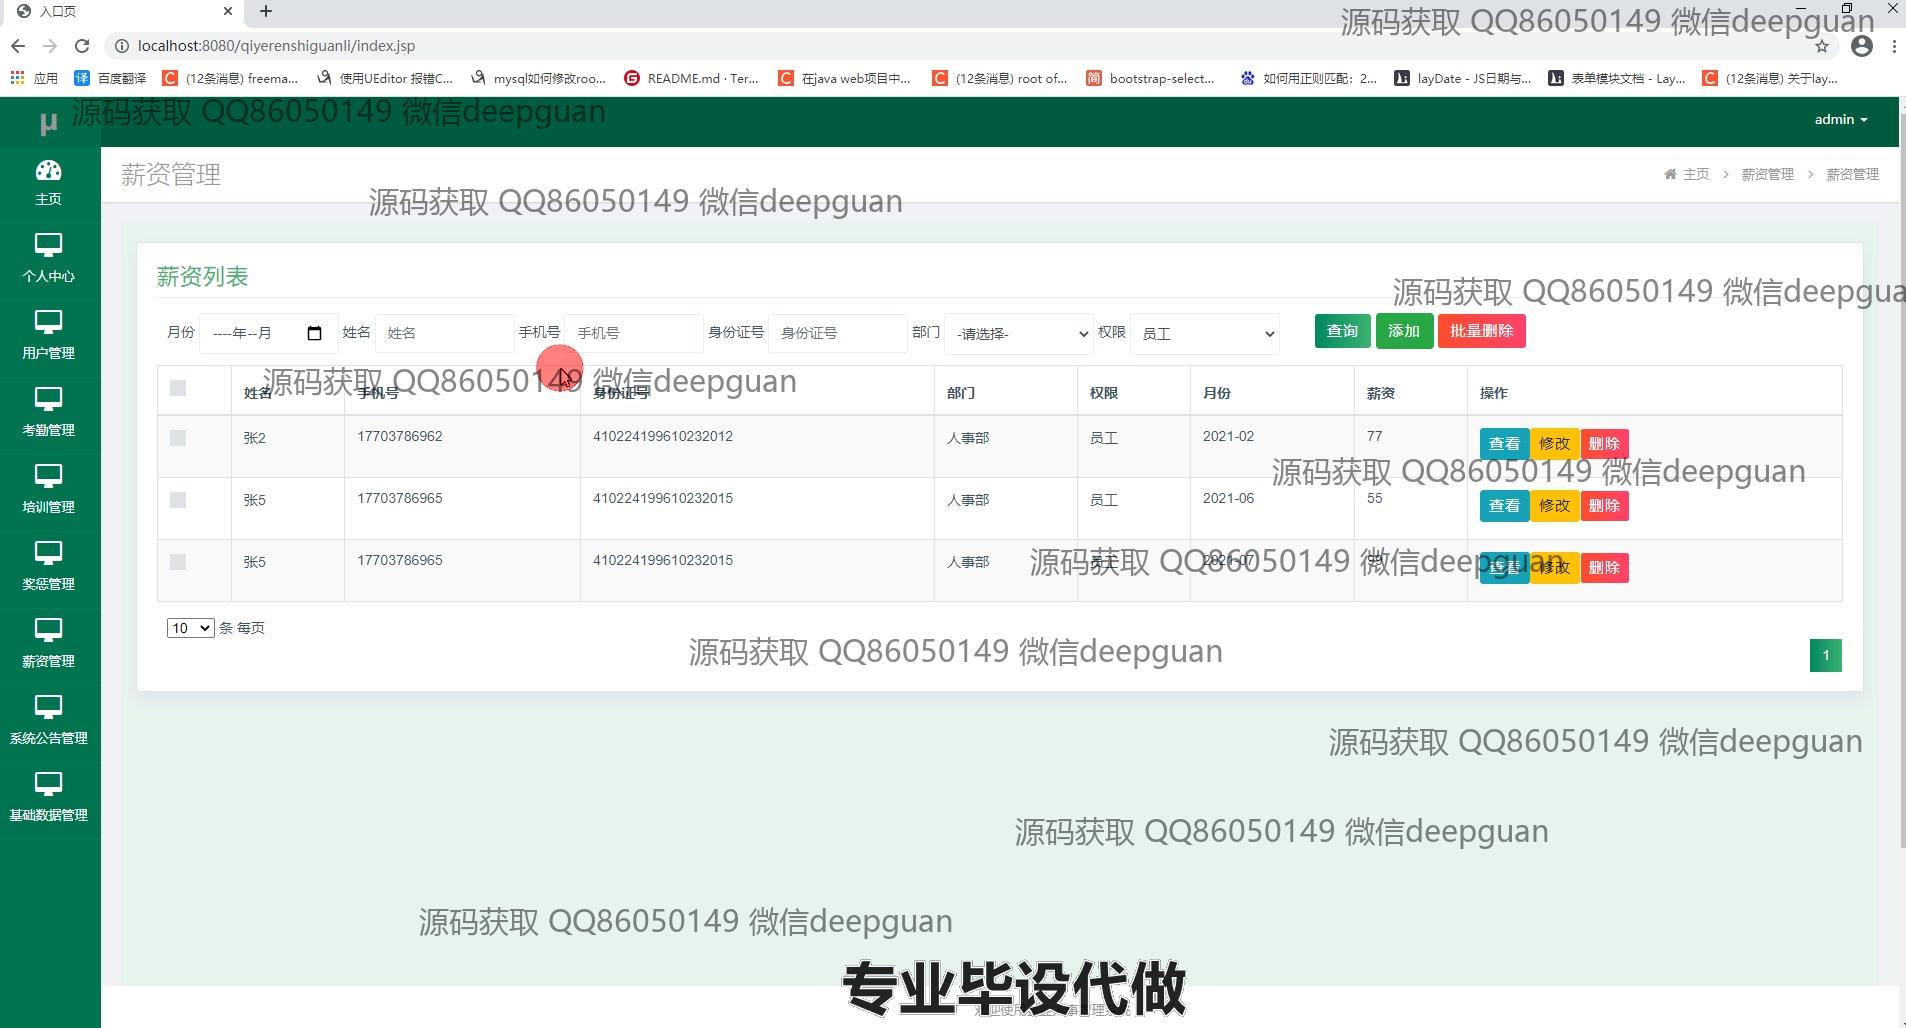 入口页
源码获取 QQ86050149 微信deepguan
localhost:8080/qiyerenshiguanli/index.jsp
应用 百度翻译 (12条消息) freema... 使用UEditor 报错C... mysql如何修改roo... README.md · Ter... 在java web项目中... (12条消息) root of... bootstrap-select... 如何用正则匹配：2... layDate - JS日期与... 表单模块文档 - Lay... (12条消息) 关于lay...
μ 源码获取 QQ86050149 微信deepguan admin
主页
薪资管理 主页 > 薪资管理 > 薪资管理
源码获取 QQ86050149 微信deepguan
个人中心
薪资列表
源码获取 QQ86050149 微信deepgua
月份 ----年--月 姓名 姓名 手机号 手机号 身份证号 身份证号 部门 -请选择- 权限 员工 查询 添加 批量删除
用户管理
源码获取 QQ86050149 微信deepguan
姓名 手机号 身份证号 部门 权限 月份 薪资 操作
考勤管理
张2 17703786962 410224199610232012 人事部 员工 2021-02 77 查看 修改 删除
源码获取 QQ86050149 微信deepguan
张5 17703786965 410224199610232015 人事部 员工 2021-06 55 查看 修改 删除
培训管理
源码获取 QQ86050149 微信deepguan
张5 17703786965 410224199610232015 人事部 员工 2021-07 查看 修改 删除
奖惩管理
10 条 每页
源码获取 QQ86050149 微信deepguan
1
薪资管理
系统公告管理
源码获取 QQ86050149 微信deepguan
基础数据管理
源码获取 QQ86050149 微信deepguan
源码获取 QQ86050149 微信deepguan
专业毕设代做